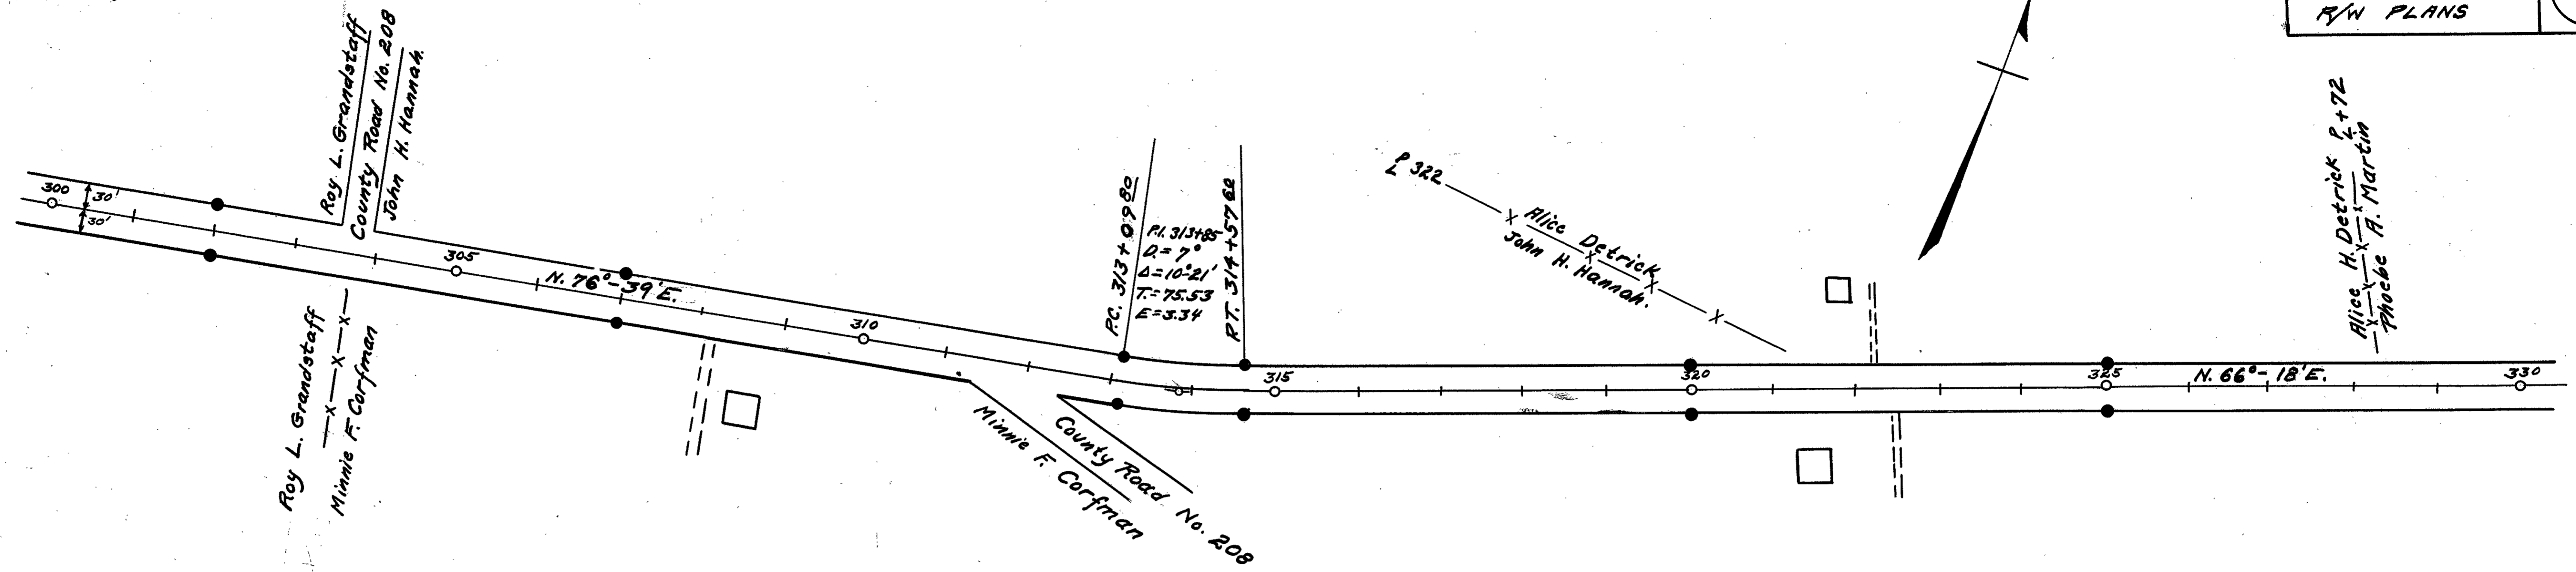 R/W PLANS
Roy L. Grandstaff
County Road No. 208
John H. Hannah.
300
30'
30'
305
N. 76°-39'E.
310
Roy L. Grandstaff
Minnie F. Corfman
P.C. 313+09 80
P.I. 313+85
D.= 7°
Δ=10°-21'
T.= 75.53
E=3.34
P.T. 314+57 62
Minnie F. Corfman
County Road No. 208
315
PL 322
Alice Detrick
John H. Hannah.
320
325
N. 66°-18'E.
330
Alice H. Detrick PL+72
Phoebe A. Martin